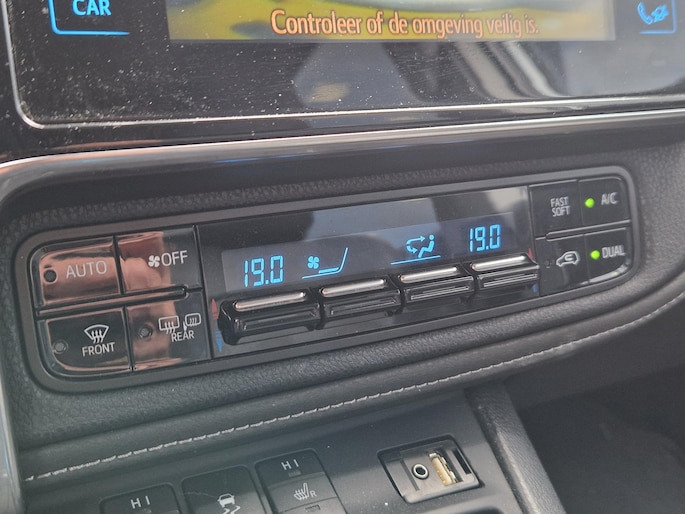 CAR
Controleer of de omgeving veilig is.
AUTO
OFF
19.0
19.0
FAST
SOFT
A/C
DUAL
FRONT
REAR
HI
HI
R